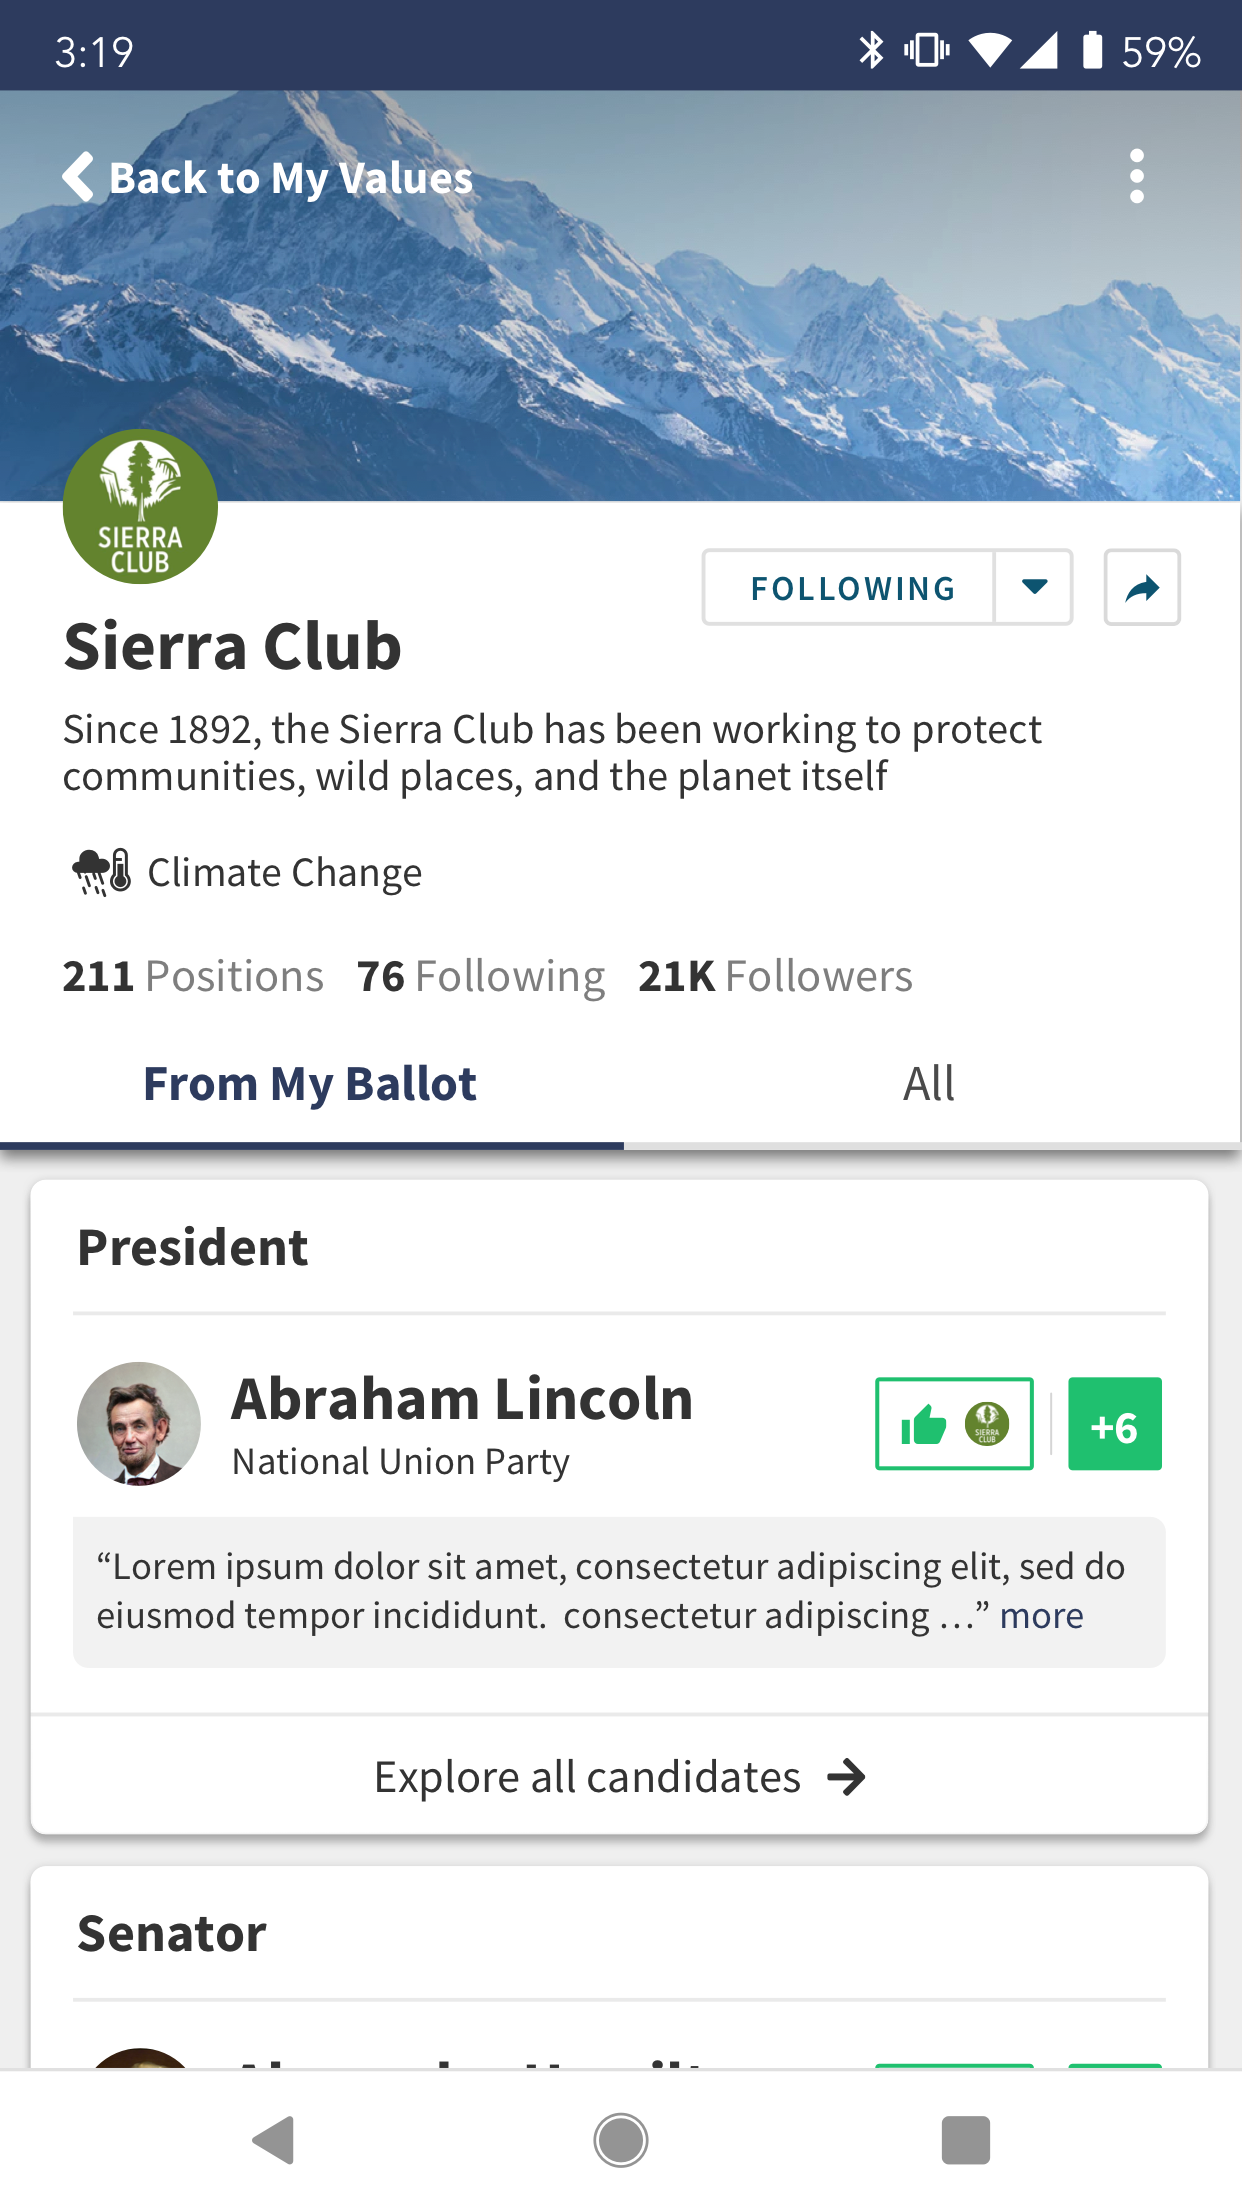 3:19
59%
Back to My Values
SIERRA
CLUB
FOLLOWING
Sierra Club
Since 1892, the Sierra Club has been working to protect
communities, wild places, and the planet itself
Climate Change
211 Positions 76 Following 21K Followers
From My Ballot
All
President
Abraham Lincoln
National Union Party
SIERRA
CLUB
+6
“Lorem ipsum dolor sit amet, consectetur adipiscing elit, sed do
eiusmod tempor incididunt.  consectetur adipiscing ...” more
Explore all candidates
Senator